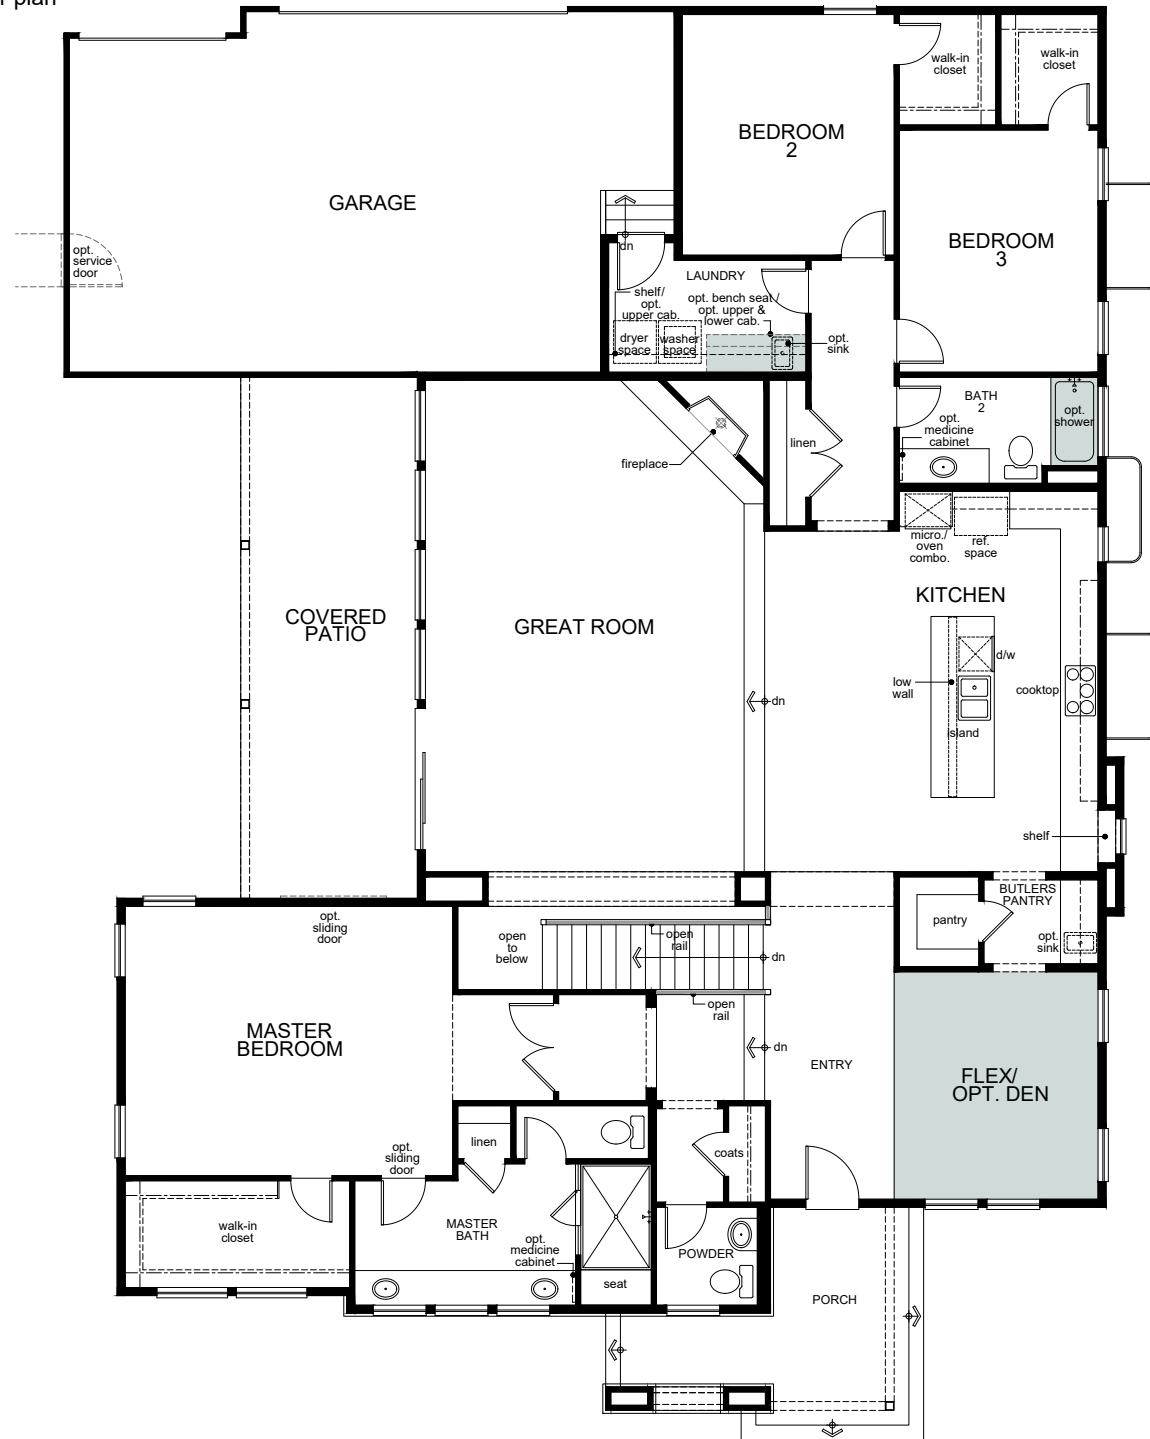 plan
walk-in
closet
walk-in
closet
BEDROOM
2
GARAGE
BEDROOM
3
opt.
service
door
dn
LAUNDRY
shelf/
opt.
upper cab.
opt. bench seat /
opt. upper &
lower cab.
dryer
space
washer
space
opt.
sink
BATH
2
opt.
medicine
cabinet
opt.
shower
linen
fireplace
micro./
oven
combo.
ref.
space
KITCHEN
COVERED
PATIO
GREAT ROOM
d/w
low
wall
cooktop
island
dn
shelf
BUTLERS
PANTRY
pantry
opt.
sink
opt.
sliding
door
open
to
below
open
rail
dn
open
rail
MASTER
BEDROOM
dn
ENTRY
FLEX/
OPT. DEN
linen
coats
opt.
sliding
door
walk-in
closet
MASTER
BATH
opt.
medicine
cabinet
POWDER
seat
PORCH